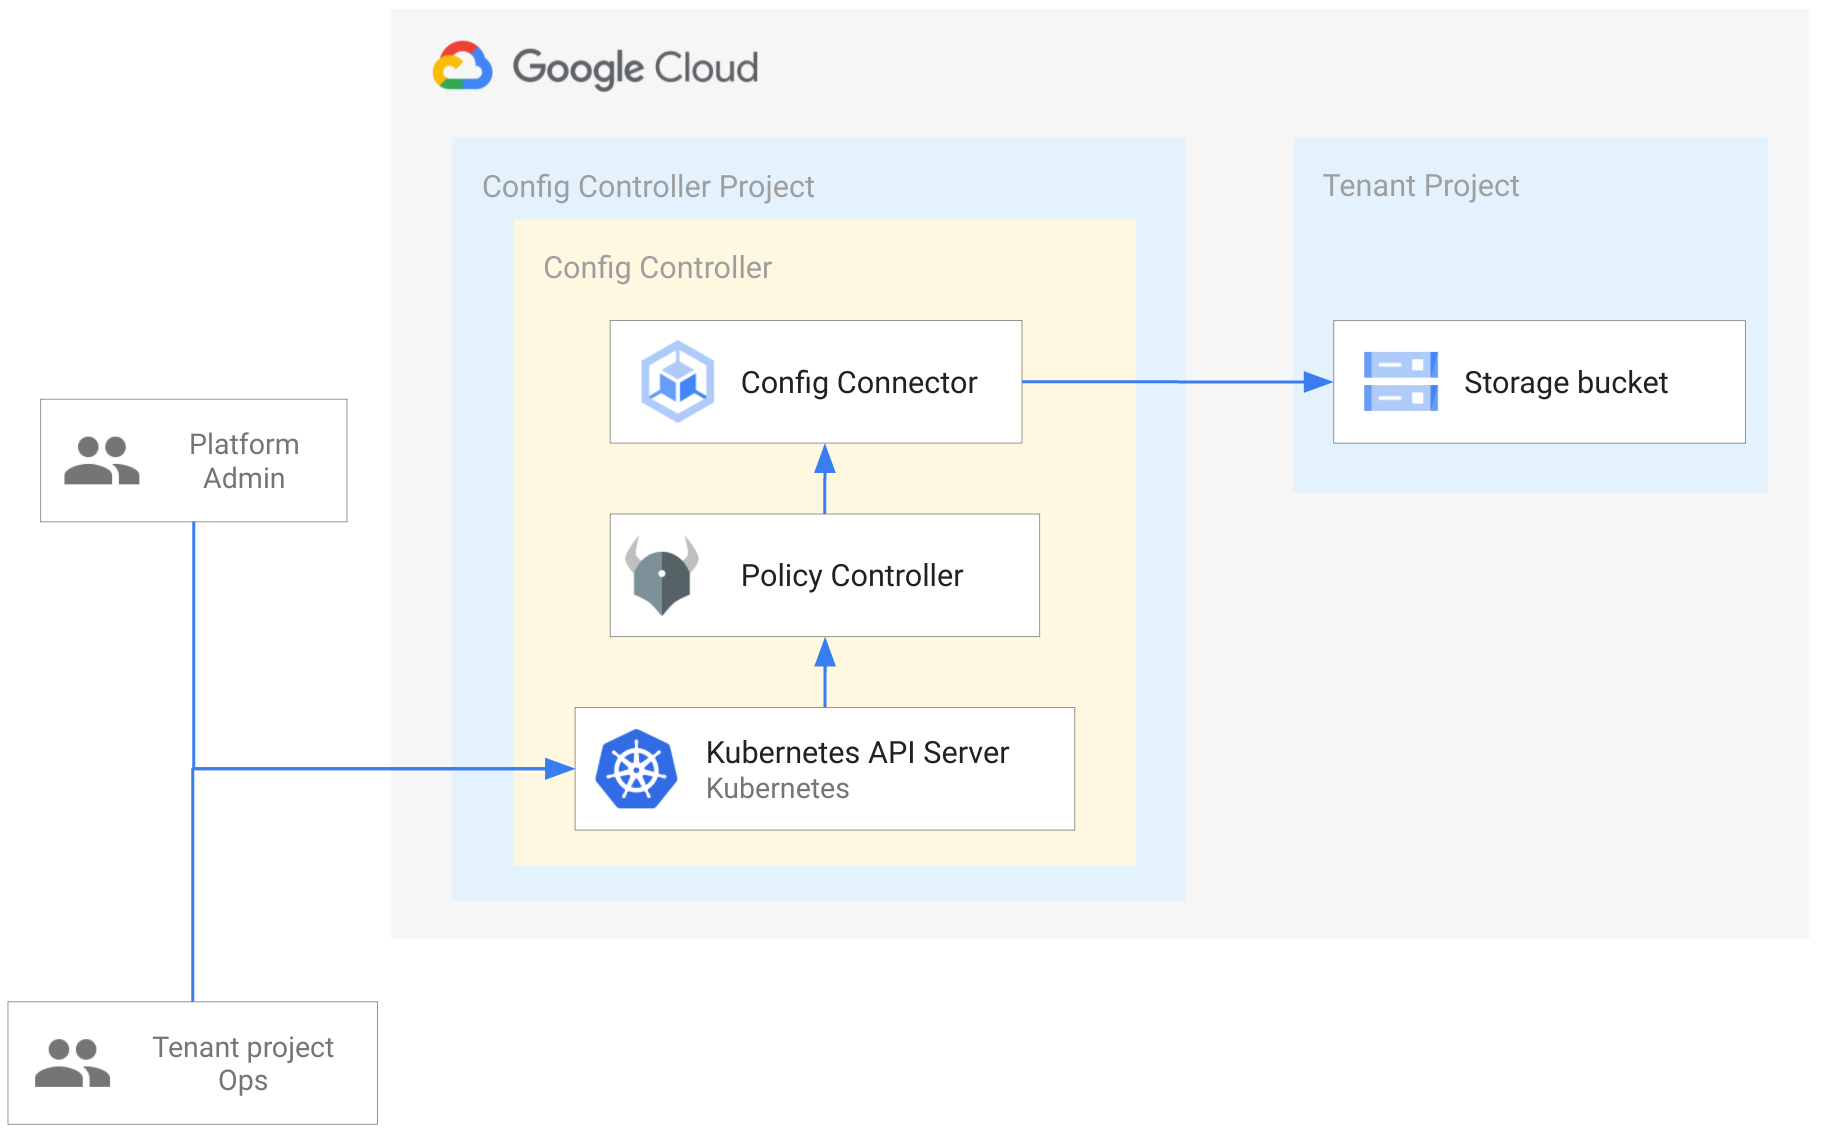 Google Cloud
Config Controller Project
Tenant Project
Config Controller
Config Connector
Storage bucket
Platform
Admin
Policy Controller
Kubernetes API Server
Kubernetes
Tenant project
Ops